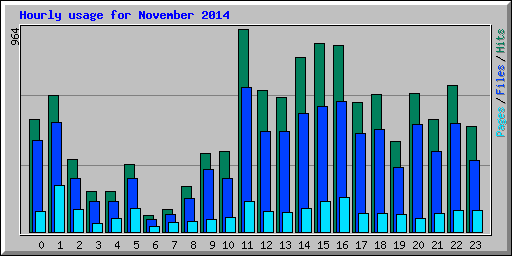 Hourly usage for November 2014
964
Pages/Files/Hits
0 1 2 3 4 5 6 7 8 9 10 11 12 13 14 15 16 17 18 19 20 21 22 23